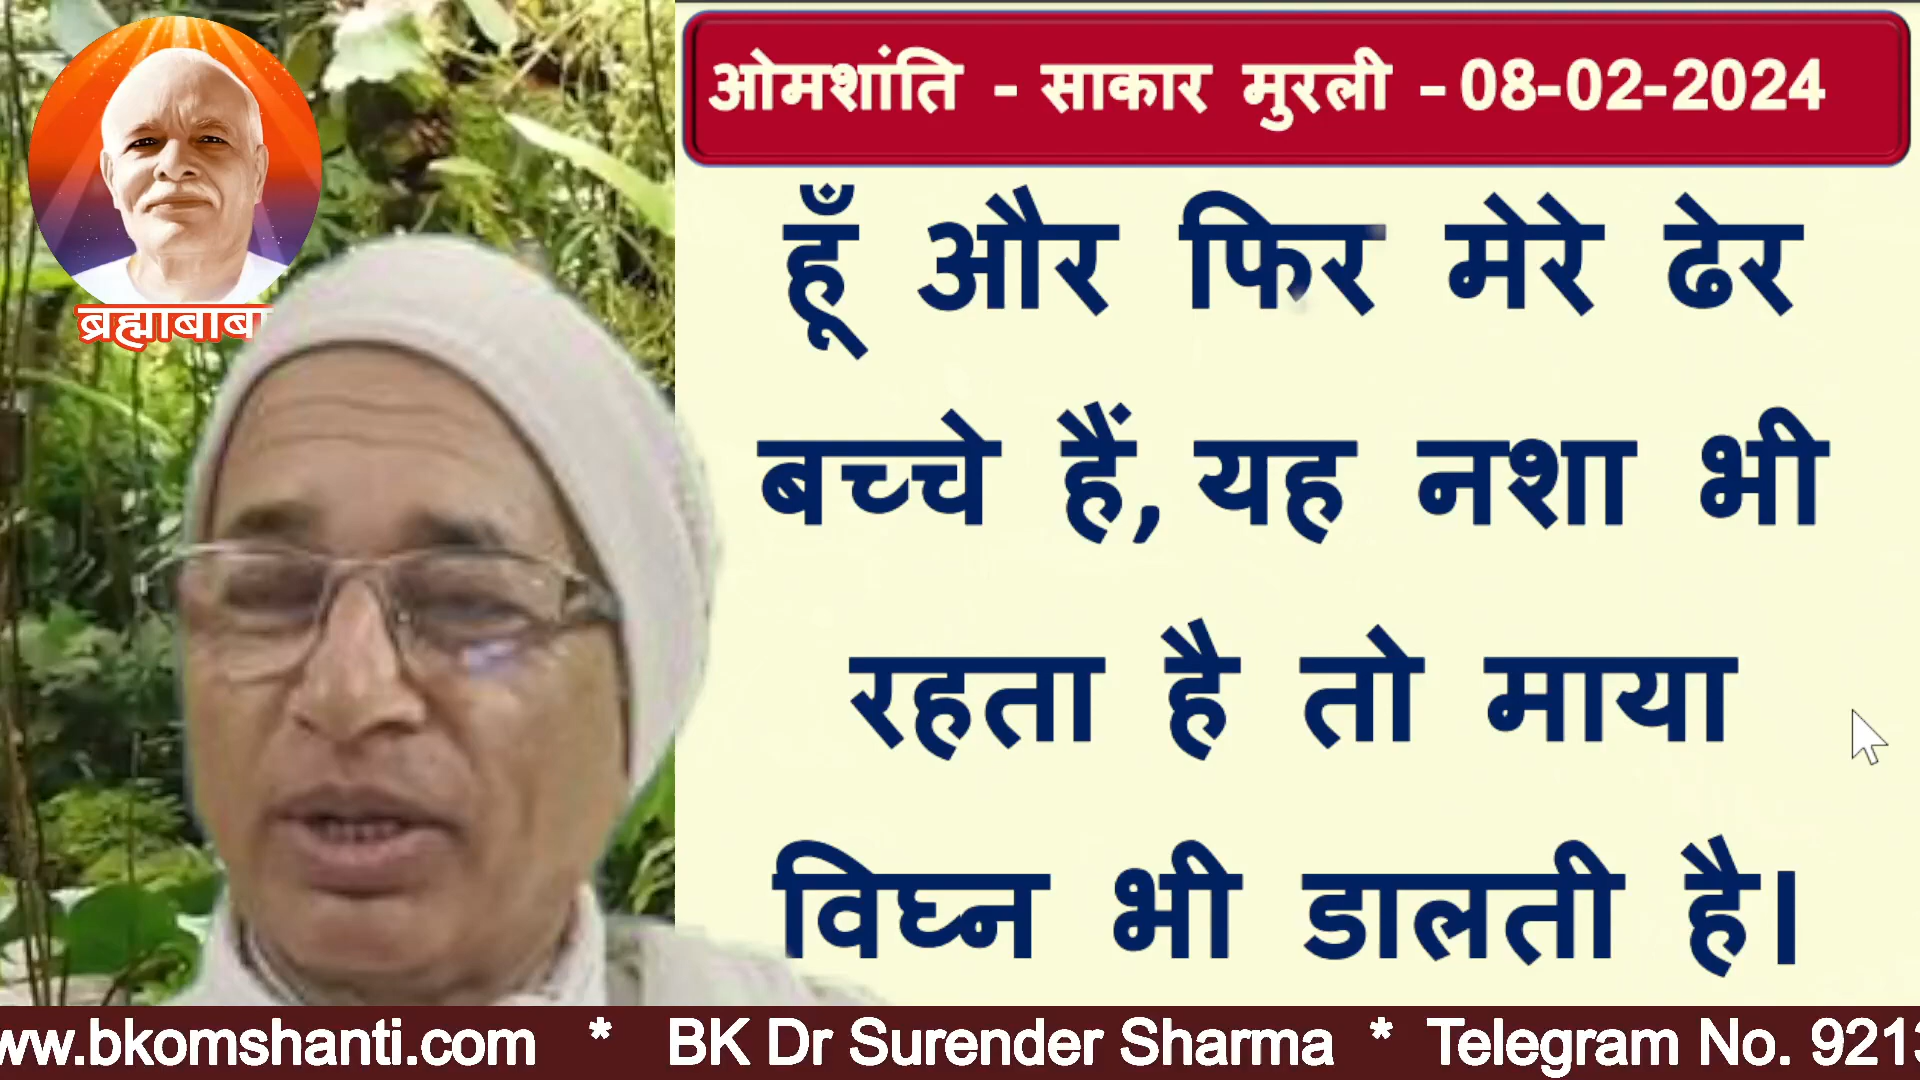 ब्रह्माबाबा
ओमशांति - साकार मुरली -08-02-2024
हूँ और फिर मेरे ढेर
बच्चे हैं, यह नशा भी
रहता है तो माया
विघ्न भी डालती है।
ww.bkomshanti.com * BK Dr Surender Sharma * Telegram No. 9213